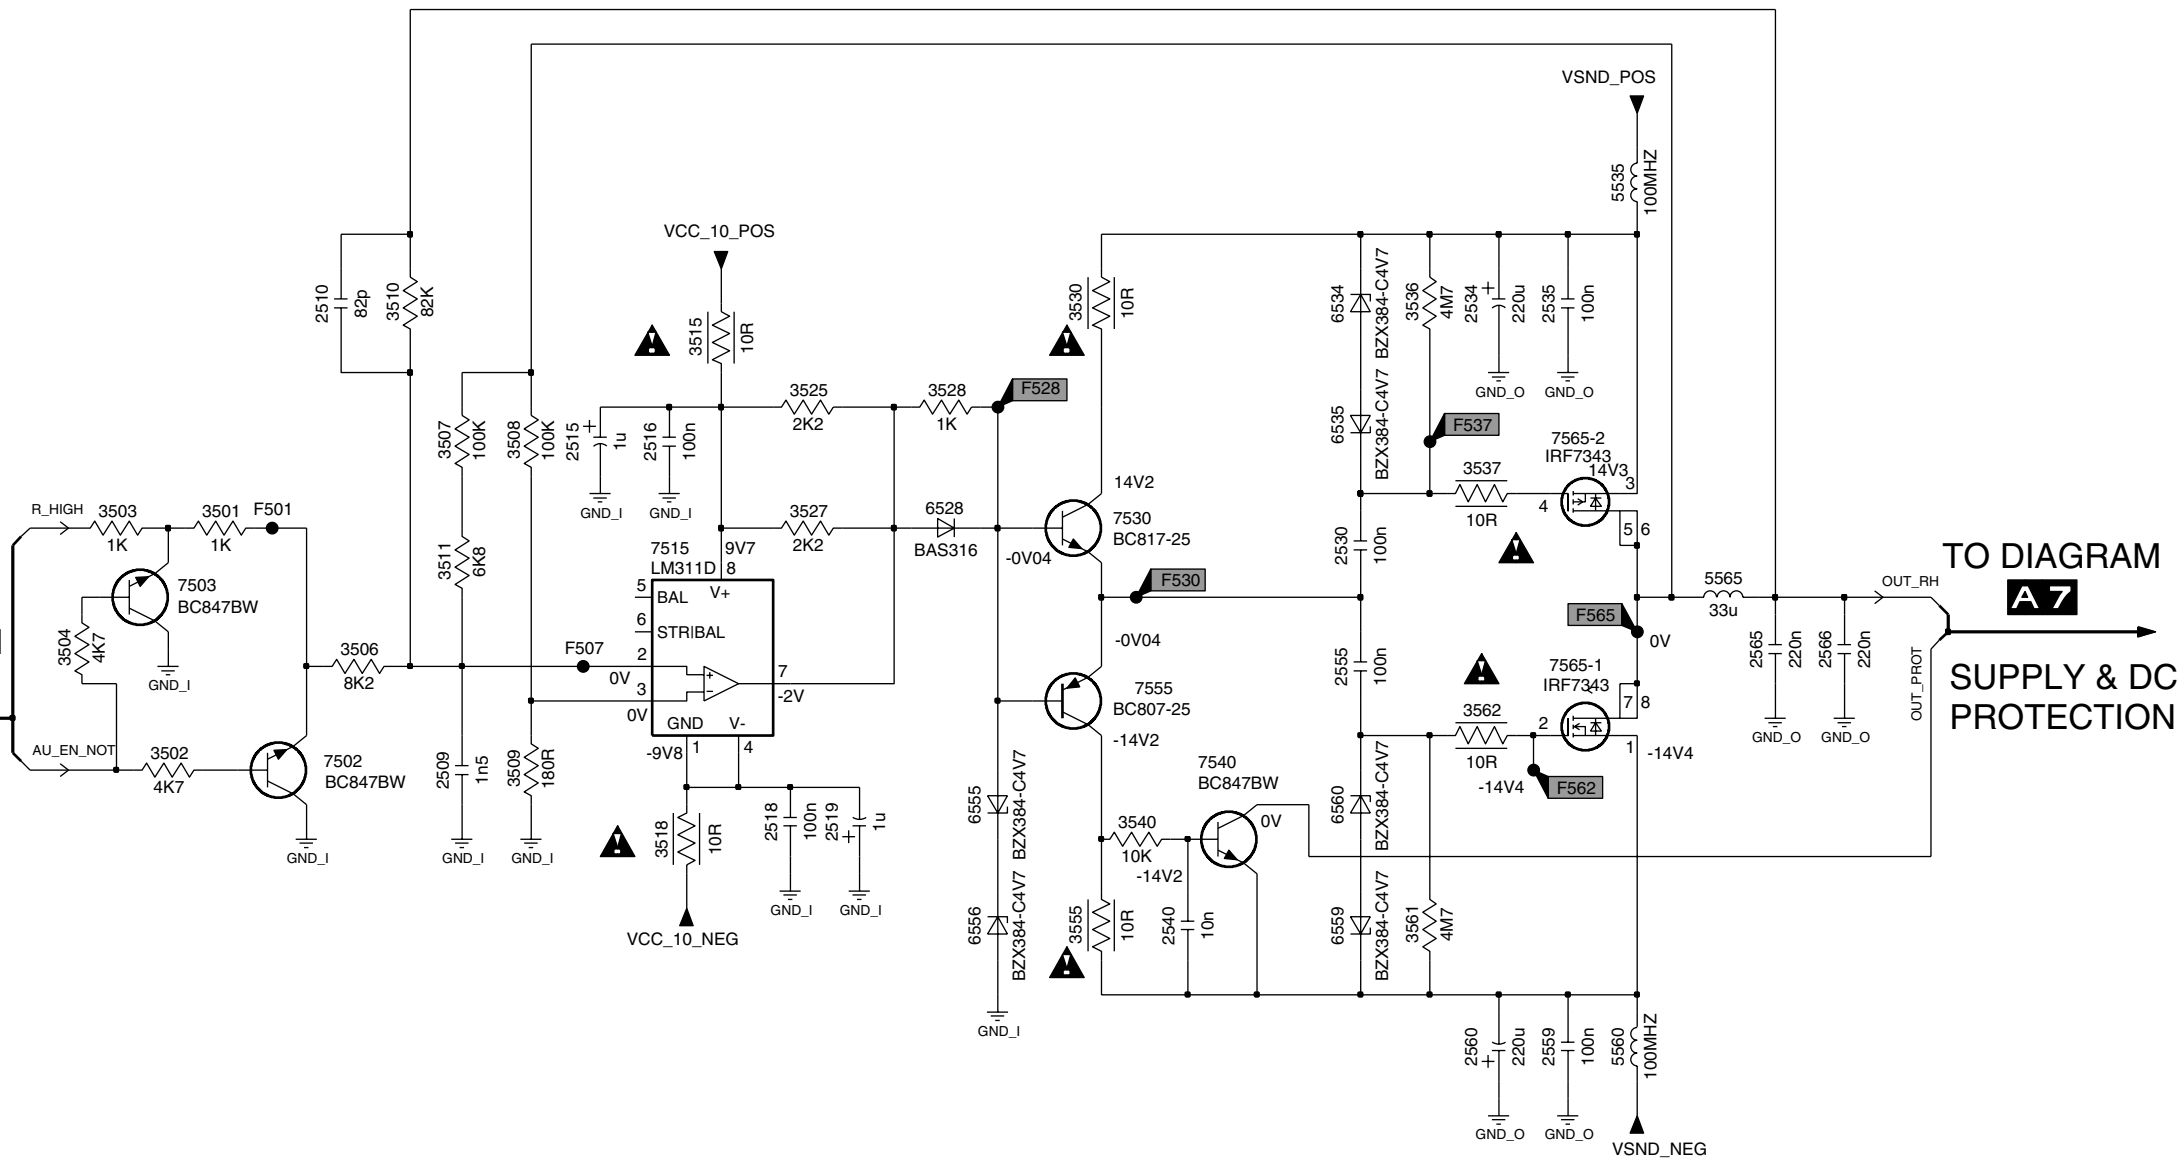 VSND_POS
5535
100MHZ
VCC_10_POS
2510
82p
3510
82K
3515
10R
3530
10R
6534
BZX384-C4V7
3536
4M7
2534
220u
2535
100n
GND_O
GND_O
3507
100K
3508
100K
2515
1u
2516
100n
GND_I
GND_I
3525
2K2
3528
1K
F528
6535
BZX384-C4V7
F537
7565-2
IRF7343
14V3
3
3537
10R
4
5
6
R_HIGH
3503
1K
3501
1K
F501
3511
6K8
3527
2K2
6528
BAS316
14V2
7530
BC817-25
-0V04
2530
100n
7515
LM311D
9V7
8
5
BAL
V+
6
STRIBAL
F530
7503
BC847BW
3504
4K7
GND_I
3506
8K2
F507
2
0V
3
0V
7
-2V
GND
V-
-9V8
1
4
-0V04
7555
BC807-25
-14V2
2555
100n
F565
0V
5565
33u
OUT_RH
OUT_PROT
2565
220n
2566
220n
GND_O
GND_O
TO DIAGRAM
A 7
SUPPLY & DC
PROTECTION
7565-1
IRF7343
7
8
3562
10R
2
1
-14V4
-14V4
F562
AU_EN_NOT
3502
4K7
7502
BC847BW
GND_I
2509
1n5
3509
180R
GND_I
GND_I
3518
10R
2518
100n
2519
1u
GND_I
GND_I
VCC_10_NEG
6555
BZX384-C4V7
6556
BZX384-C4V7
GND_I
7540
BC847BW
0V
3540
10K
-14V2
3555
10R
2540
10n
6560
BZX384-C4V7
6559
BZX384-C4V7
3561
4M7
2560
220u
2559
100n
5560
100MHZ
GND_O
GND_O
VSND_NEG